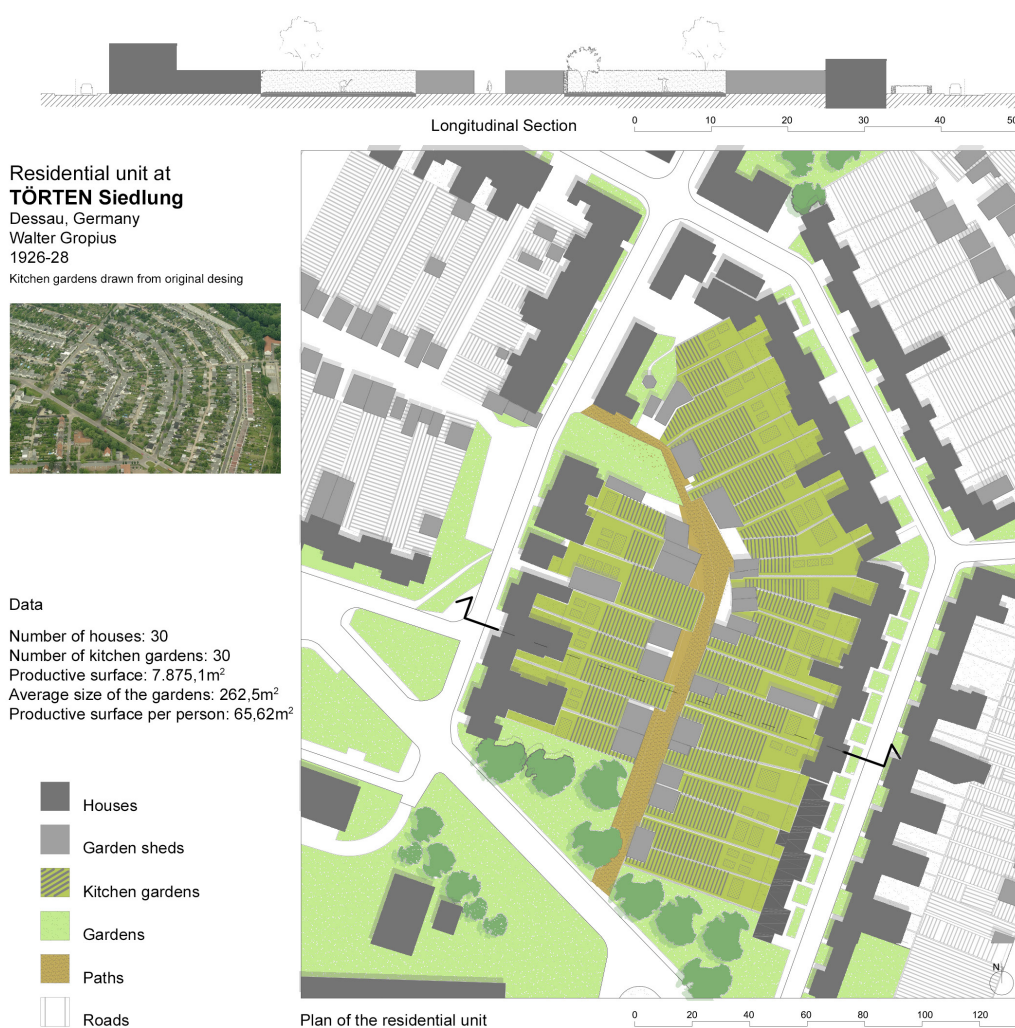 Longitudinal Section
0 10 20 30 40 50
Residential unit at
TÖRTEN Siedlung
Dessau, Germany
Walter Gropius
1926-28
Kitchen gardens drawn from original desing
Data
Number of houses: 30
Number of kitchen gardens: 30
Productive surface: 7.875,1m²
Average size of the gardens: 262,5m²
Productive surface per person: 65,62m²
Houses
Garden sheds
Kitchen gardens
Gardens
Paths
Roads
N
Plan of the residential unit
0 20 40 60 80 100 120